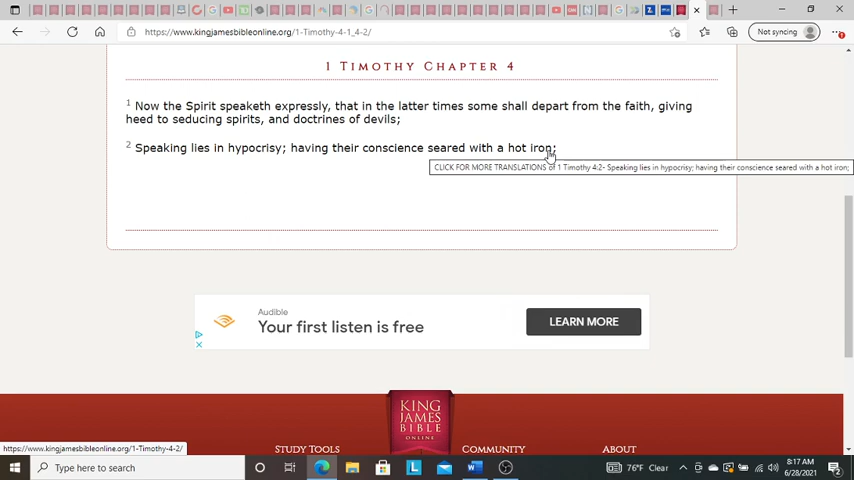 https://www.kingjamesbibleonline.org/1-Timothy-4-1_4-2/
Not syncing
1 Timothy Chapter 4
1 Now the Spirit speaketh expressly, that in the latter times some shall depart from the faith, giving
heed to seducing spirits, and doctrines of devils;
2 Speaking lies in hypocrisy; having their conscience seared with a hot iron;
CLICK FOR MORE TRANSLATIONS of 1 Timothy 4:2- Speaking lies in hypocrisy; having their conscience seared with a hot iron;
Audible
Your first listen is free
LEARN MORE
KING
JAMES
BIBLE
ONLINE
https://www.kingjamesbibleonline.org/1-Timothy-4-2/
Study Tools
Community
About
Type here to search
76°F Clear
8:17 AM
6/28/2021
2